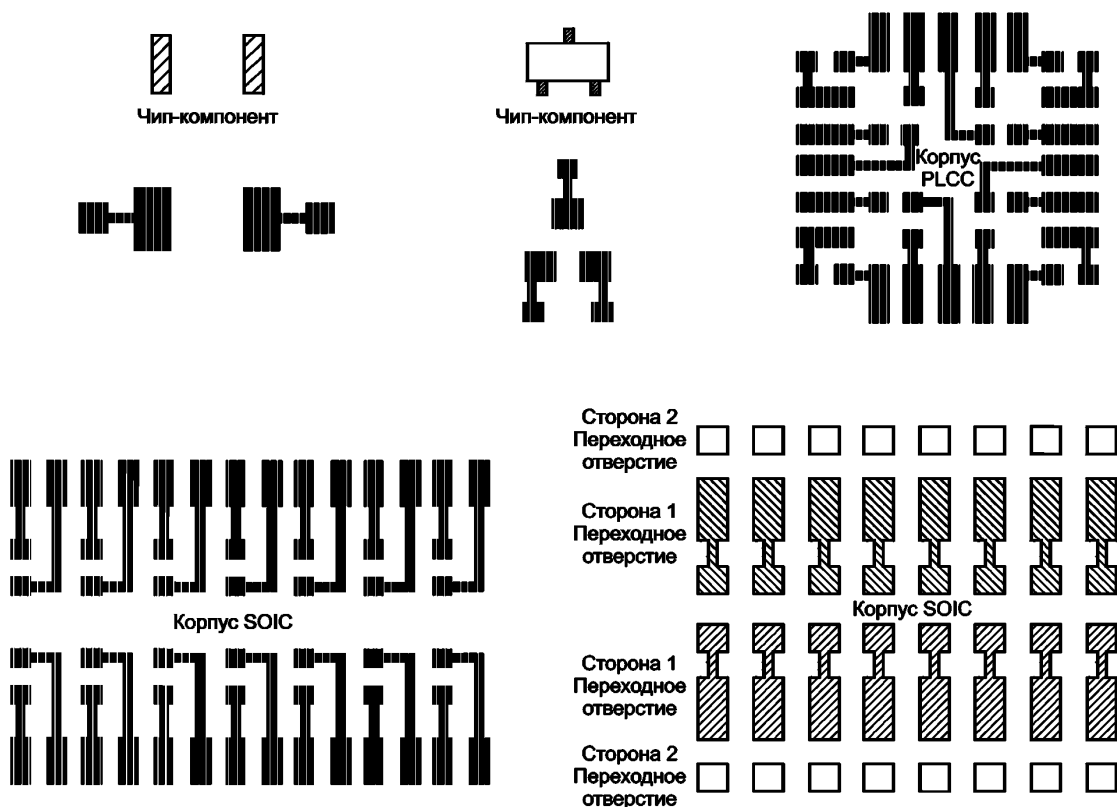 Чип-компонент
Чип-компонент
Корпус
PLCC
Сторона 2
Переходное
отверстие
Сторона 1
Переходное
отверстие
Корпус SOIC
Корпус SOIC
Сторона 1
Переходное
отверстие
Сторона 2
Переходное
отверстие